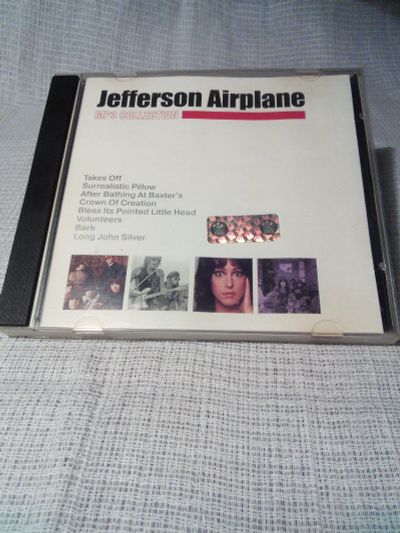 Jefferson Airplane
MP3 COLLECTION
Takes Off
Surrealistic Pillow
After Bathing At Baxter's
Crown Of Creation
Bless Its Pointed Little Head
Volunteers
Bark
Long John Silver